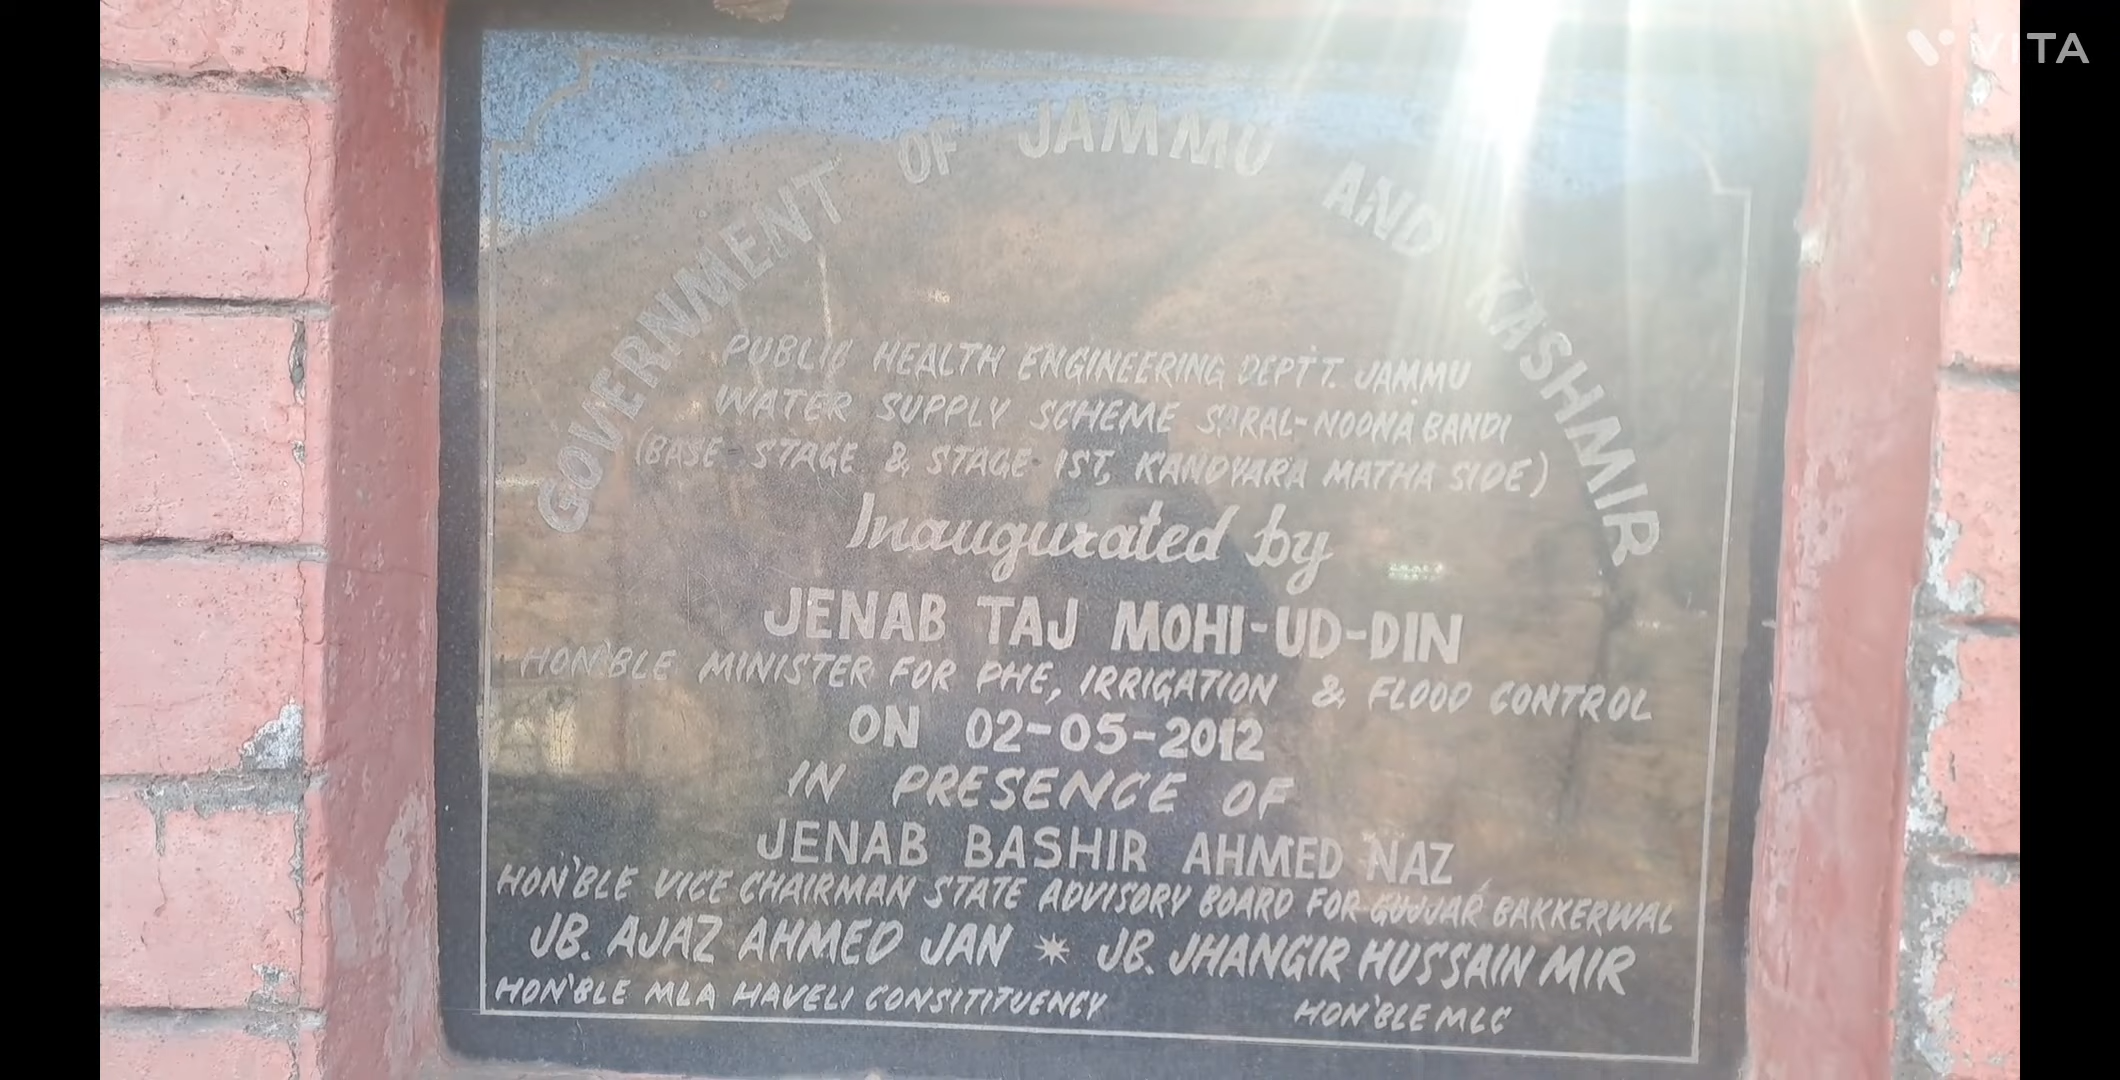 VITA
GOVERNMENT OF JAMMU AND KASHMIR
PUBLIC HEALTH ENGINEERING DEPTT. JAMMU
WATER SUPPLY SCHEME SARAL-NOONA BANDI
(BASE STAGE & STAGE IST, KANDYARA MATHA SIDE)
Inaugurated by
JENAB TAJ MOHI-UD-DIN
HON'BLE MINISTER FOR PHE, IRRIGATION & FLOOD CONTROL
ON 02-05-2012
IN PRESENCE OF
JENAB BASHIR AHMED NAZ
HON'BLE VICE CHAIRMAN STATE ADVISORY BOARD FOR GUJJAR BAKKERWAL
JB. AJAZ AHMED JAN ✶ JB. JHANGIR HUSSAIN MIR
HON'BLE MLA HAVELI CONSITITUENCY HON'BLE MLC